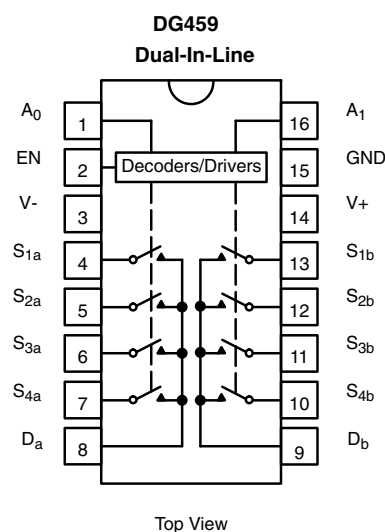 DG459
Dual-In-Line
A0 1 16 A1
EN 2 Decoders/Drivers 15 GND
V- 3 14 V+
S1a 4 13 S1b
S2a 5 12 S2b
S3a 6 11 S3b
S4a 7 10 S4b
Da 8 9 Db
Top View